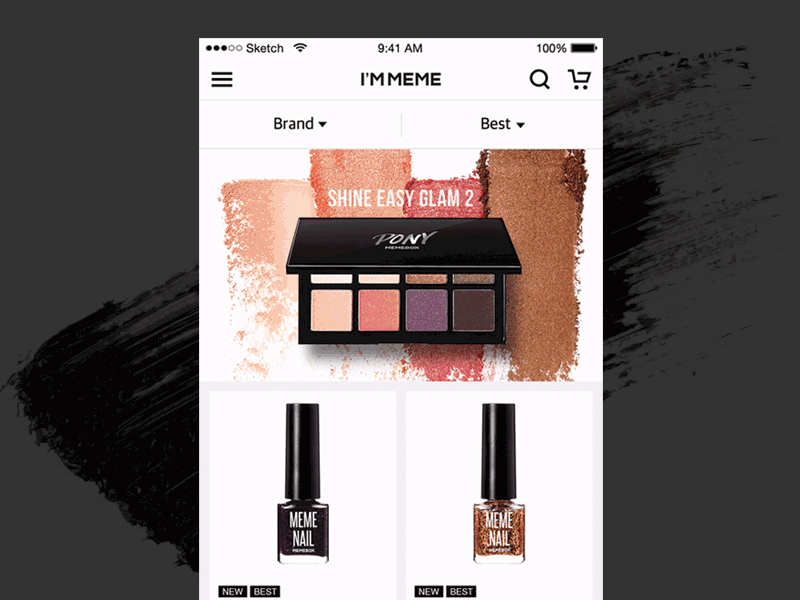 Sketch 9:41 AM 100%
I'M MEME
Brand Best
SHINE EASY GLAM 2
PONY
MEMEBOX
MEME
NAIL
MEMEBOX
MEME
NAIL
MEMEBOX
NEW BEST
NEW BEST